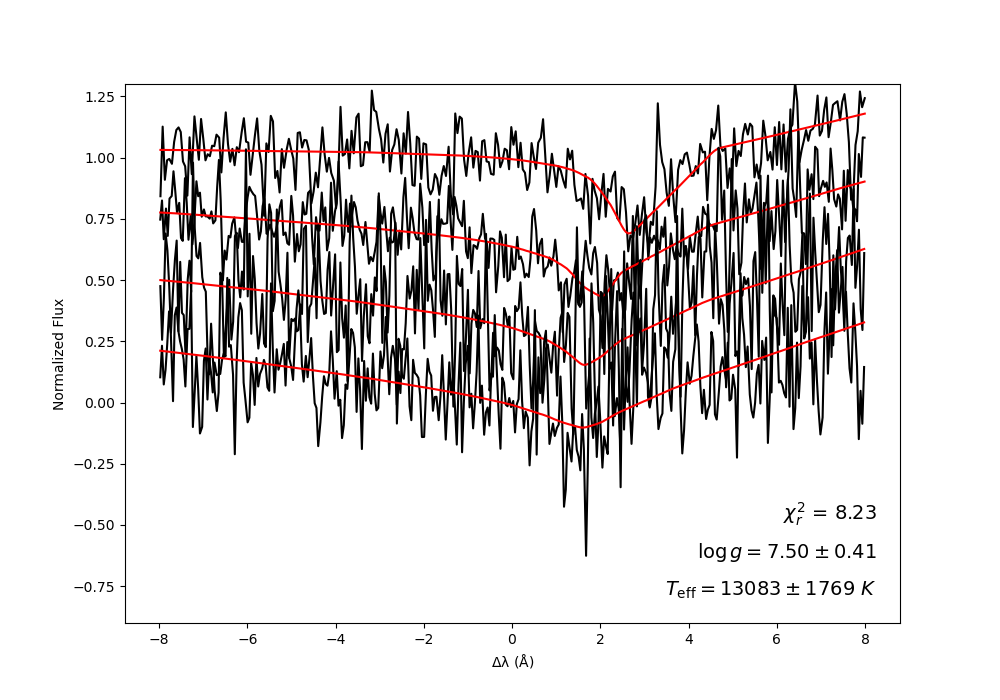 1.25
1.00
0.75
0.50
0.25
0.00
−0.25
−0.50
−0.75
Normalized Flux
χ²ᵣ = 8.23
log g = 7.50 ± 0.41
T_eff = 13083 ± 1769 K
−8 −6 −4 −2 0 2 4 6 8
Δλ (Å)